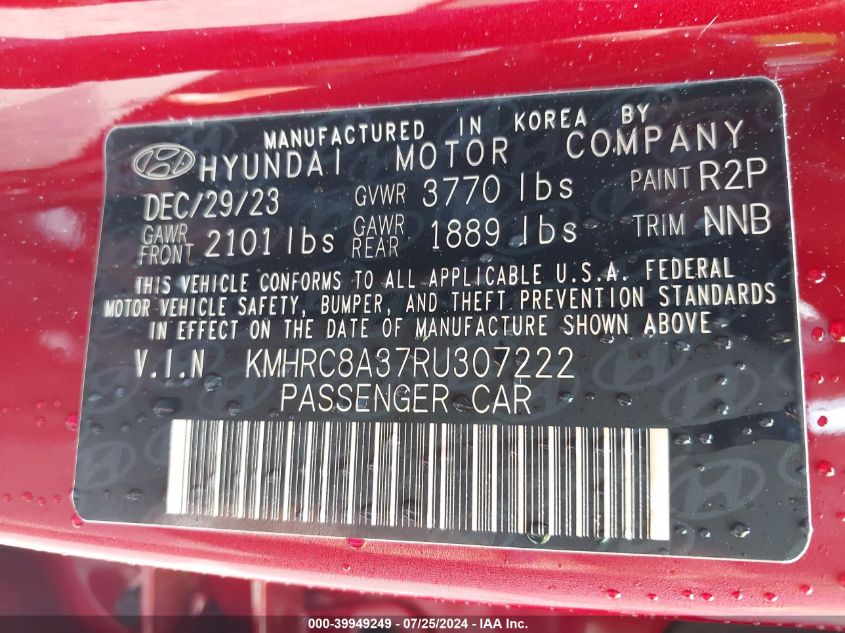 MANUFACTURED IN KOREA BY
HYUNDAI MOTOR COMPANY
DEC/29/23 GVWR 3770 lbs PAINT R2P
GAWR FRONT 2101 lbs GAWR REAR 1889 lbs TRIM NNB
THIS VEHICLE CONFORMS TO ALL APPLICABLE U.S.A. FEDERAL
MOTOR VEHICLE SAFETY, BUMPER, AND THEFT PREVENTION STANDARDS
IN EFFECT ON THE DATE OF MANUFACTURE SHOWN ABOVE
V.I.N KMHRC8A37RU307222
PASSENGER CAR
000-39949249 | 07/25/2024 - IAAI.com